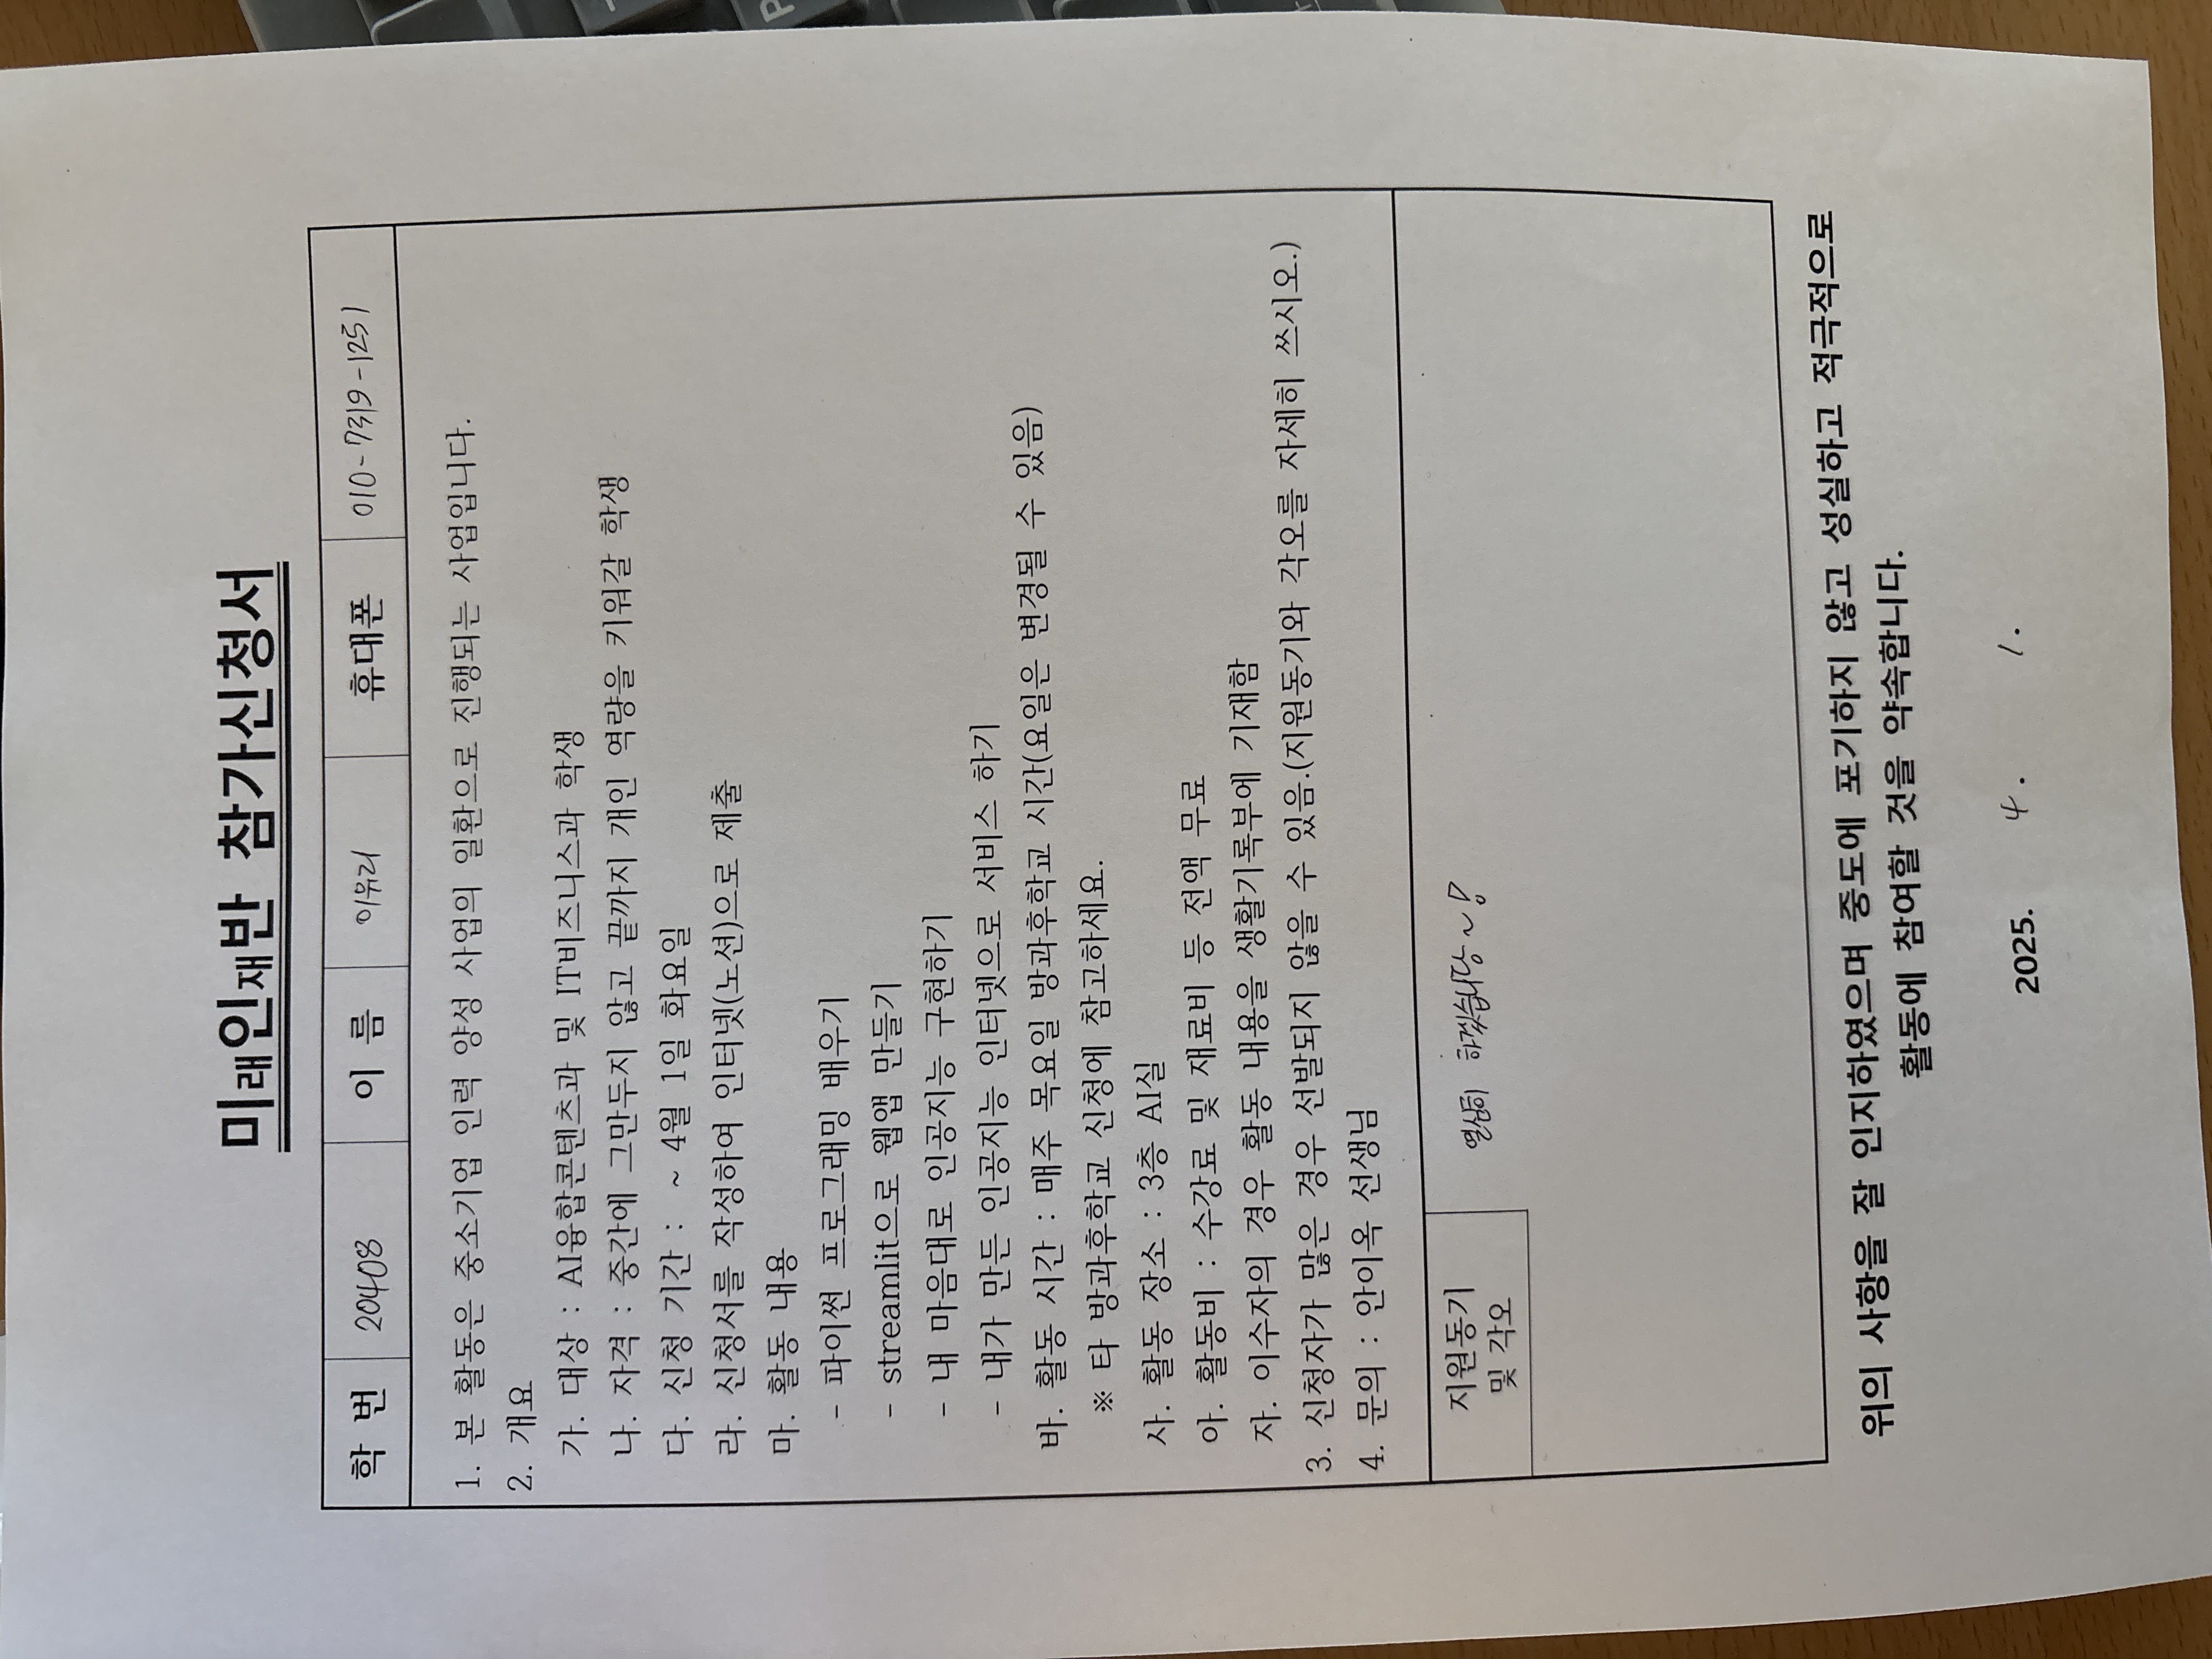 미래인재반 참가신청서
학 번 20408 이 름 이유리 휴대폰 010-7319-1251
1. 본 활동은 중소기업 인력 양성 사업의 일환으로 진행되는 사업입니다.
2. 개요
가. 대상 : AI융합콘텐츠과 및 IT비즈니스과 학생
나. 자격 : 중간에 그만두지 않고 끝까지 개인 역량을 키워갈 학생
다. 신청 기간 : ~ 4월 1일 화요일
라. 신청서를 작성하여 인터넷(노션)으로 제출
마. 활동 내용
- 파이썬 프로그래밍 배우기
- streamlit으로 웹앱 만들기
- 내 마음대로 인공지능 구현하기
- 내가 만든 인공지능 인터넷으로 서비스 하기
바. 활동 시간 : 매주 목요일 방과후학교 시간(요일은 변경될 수 있음)
※ 타 방과후학교 신청에 참고하세요.
사. 활동 장소 : 3층 AI실
아. 활동비 : 수강료 및 재료비 등 전액 무료
자. 이수자의 경우 활동 내용을 생활기록부에 기재함
3. 신청자가 많은 경우 선발되지 않을 수 있음.(지원동기와 각오를 자세히 쓰시오.)
4. 문의 : 안이옥 선생님
지원동기
및 각오
열심히 하겠습니당~!
위의 사항을 잘 인지하였으며 중도에 포기하지 않고 성실하고 적극적으로
활동에 참여할 것을 약속합니다.
2025. 4. 1.